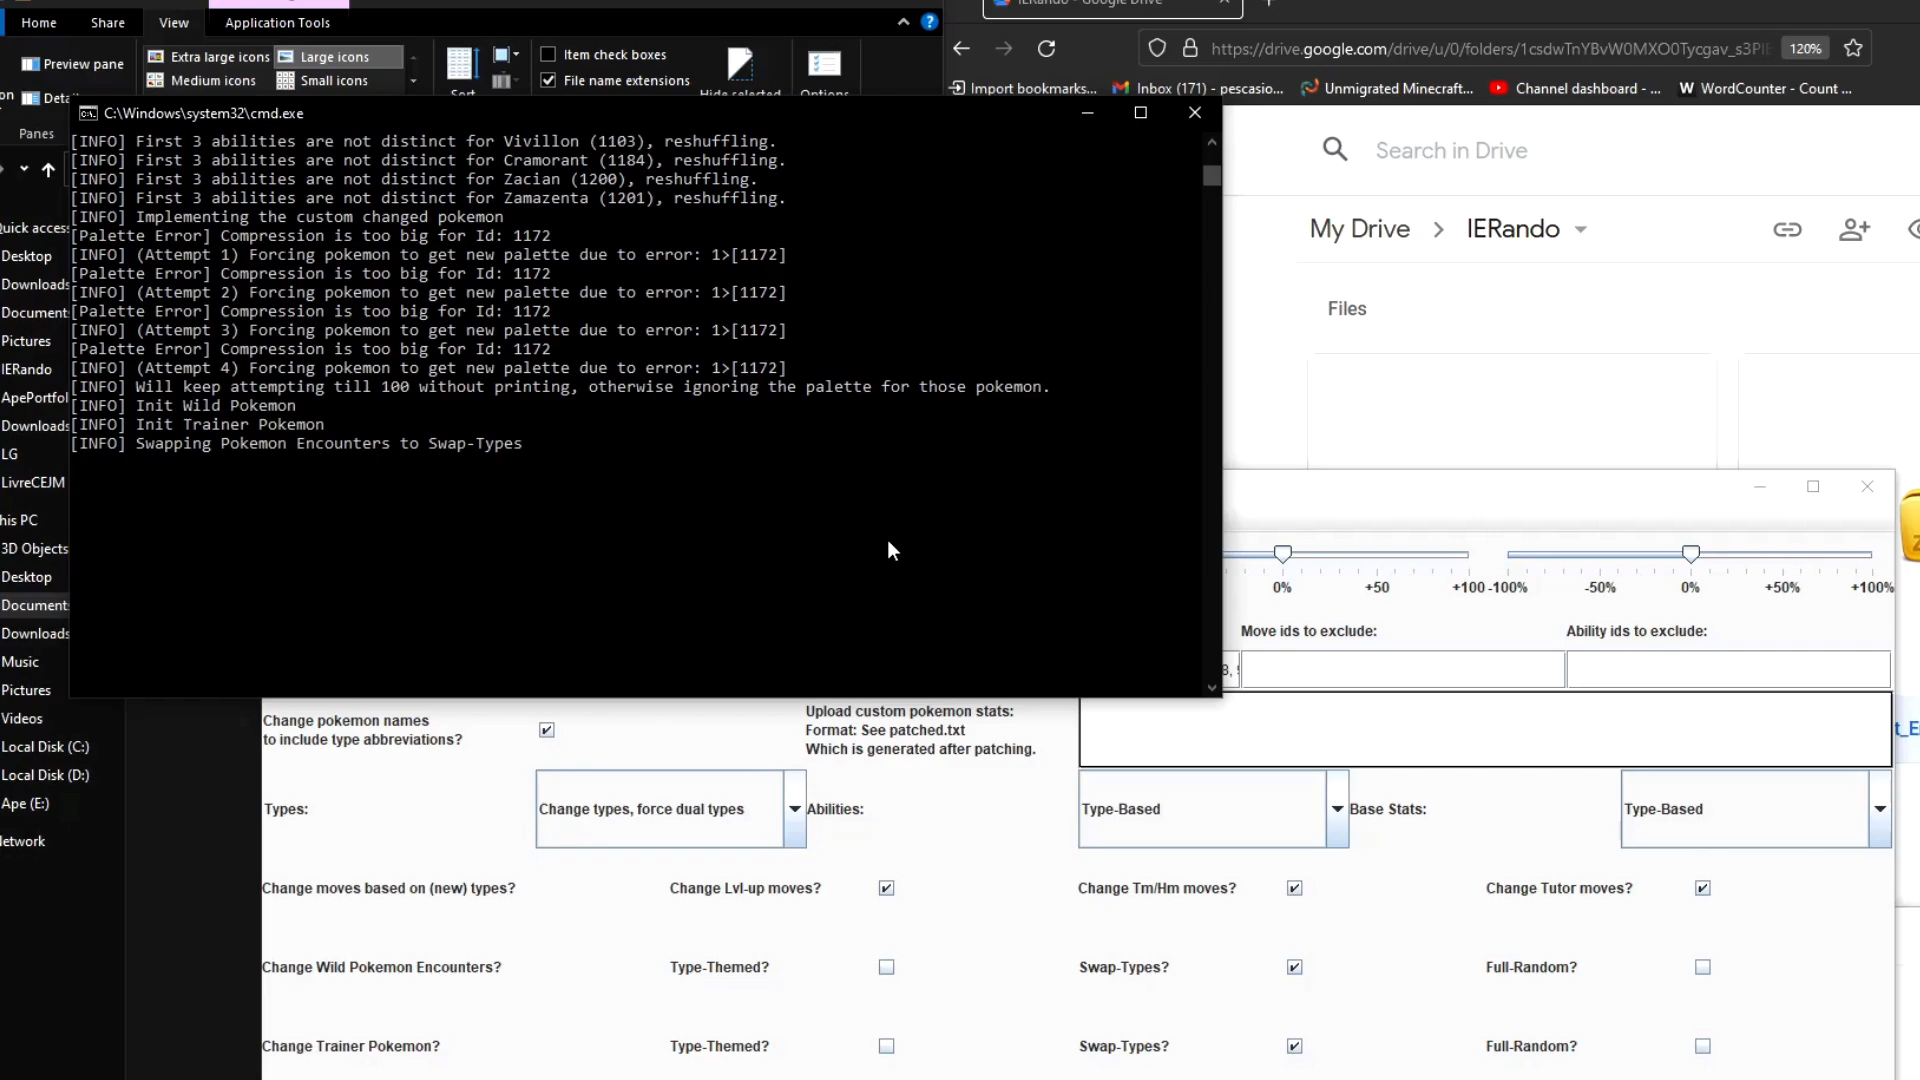 Home Share View Application Tools
Preview pane
Extra large icons
Large icons
Medium icons
Small icons
Item check boxes
File name extensions
Panes
C:\Windows\system32\cmd.exe
[INFO] First 3 abilities are not distinct for Vivillon (1103), reshuffling.
[INFO] First 3 abilities are not distinct for Cramorant (1184), reshuffling.
[INFO] First 3 abilities are not distinct for Zacian (1200), reshuffling.
[INFO] First 3 abilities are not distinct for Zamazenta (1201), reshuffling.
[INFO] Implementing the custom changed pokemon
[Palette Error] Compression is too big for Id: 1172
[INFO] (Attempt 1) Forcing pokemon to get new palette due to error: 1>[1172]
[Palette Error] Compression is too big for Id: 1172
[INFO] (Attempt 2) Forcing pokemon to get new palette due to error: 1>[1172]
[Palette Error] Compression is too big for Id: 1172
[INFO] (Attempt 3) Forcing pokemon to get new palette due to error: 1>[1172]
[Palette Error] Compression is too big for Id: 1172
[INFO] (Attempt 4) Forcing pokemon to get new palette due to error: 1>[1172]
[INFO] Will keep attempting till 100 without printing, otherwise ignoring the palette for those pokemon.
[INFO] Init Wild Pokemon
[INFO] Init Trainer Pokemon
[INFO] Swapping Pokemon Encounters to Swap-Types
uick access
Desktop
Downloads
Document
Pictures
IERando
ApePortfol
Downloads
LG
LivreCEJM
his PC
3D Objects
Desktop
Document
Downloads
Music
Pictures
Videos
Local Disk (C:)
Local Disk (D:)
Ape (E:)
etwork
https://drive.google.com/drive/u/0/folders/1csdwTnYBvW0MXO0Tycgav_s3PI
120%
Import bookmarks...
Inbox (171) - pescasio...
Unmigrated Minecraft...
Channel dashboard - ...
WordCounter - Count ...
Search in Drive
My Drive > IERando
Files
0% +50 +100 -100% -50% 0% +50% +100%
Move ids to exclude:
Ability ids to exclude:
Change pokemon names
to include type abbreviations?
Upload custom pokemon stats:
Format: See patched.txt
Which is generated after patching.
Types: Change types, force dual types
Abilities: Type-Based
Base Stats: Type-Based
Change moves based on (new) types? Change Lvl-up moves? Change Tm/Hm moves? Change Tutor moves?
Change Wild Pokemon Encounters? Type-Themed? Swap-Types? Full-Random?
Change Trainer Pokemon? Type-Themed? Swap-Types? Full-Random?